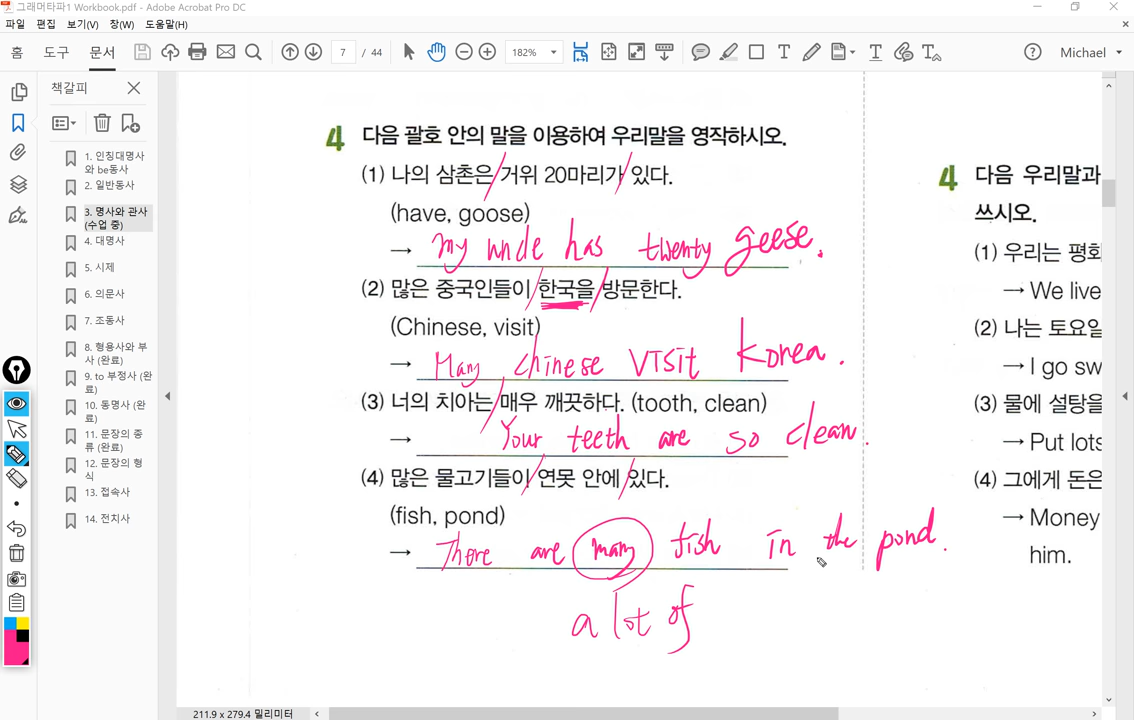 그래머타파1 Workbook.pdf - Adobe Acrobat Pro DC
파일 편집 보기(V) 창(W) 도움말(H)
홈 도구 문서 7 / 44 182% Michael
책갈피
1. 인칭대명사와 be동사
2. 일반동사
3. 명사와 관사 (수업 중)
4. 대명사
5. 시제
6. 의문사
7. 조동사
8. 형용사와 부사 (완료)
9. to 부정사 (완료)
10. 동명사 (완료)
11. 문장의 종류 (완료)
12. 문장의 형식
13. 접속사
14. 전치사
4 다음 괄호 안의 말을 이용하여 우리말을 영작하시오.
(1) 나의 삼촌은 거위 20마리가 있다.
(have, goose)
→ my uncle has twenty geese.
(2) 많은 중국인들이 한국을 방문한다.
(Chinese, visit)
→ Many chinese visit Korea.
(3) 너의 치아는 매우 깨끗하다. (tooth, clean)
→ Your teeth are so clean.
(4) 많은 물고기들이 연못 안에 있다.
(fish, pond)
→ There are many fish in the pond.
a lot of
4 다음 우리말과
쓰시오.
(1) 우리는 평화
→ We live
(2) 나는 토요일
→ I go sw
(3) 물에 설탕을
→ Put lots
(4) 그에게 돈은
→ Money
him.
211.9 x 279.4 밀리미터